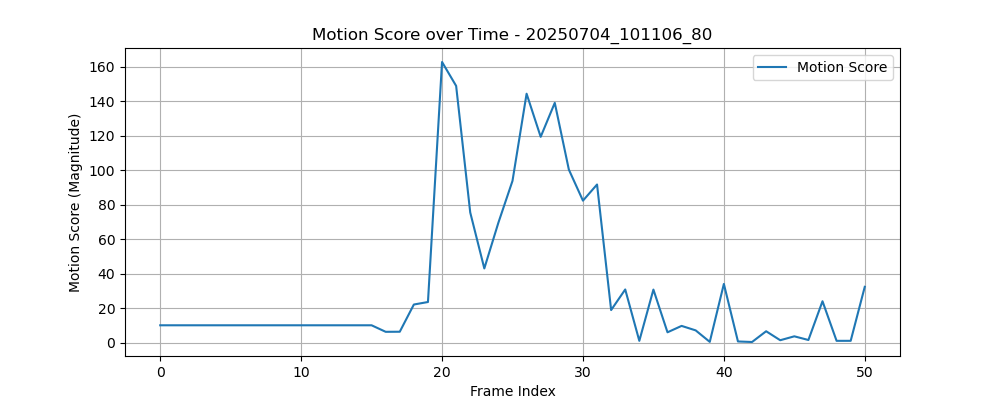 Motion Score over Time - 20250704_101106_80
Motion Score
Motion Score (Magnitude)
160
140
120
100
80
60
40
20
0
0 10 20 30 40 50
Frame Index